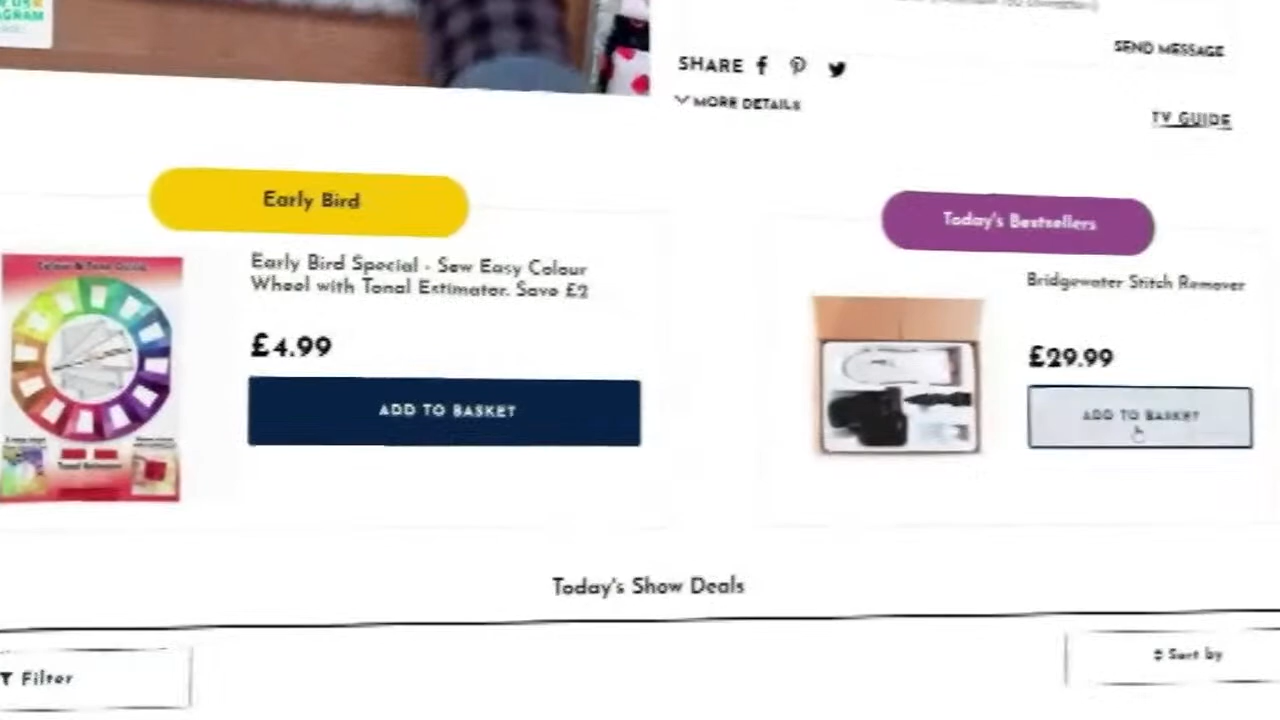 SEND MESSAGE
SHARE
MORE DETAILS
TV GUIDE
Early Bird
Today's Bestsellers
Early Bird Special - Sew Easy Colour
Wheel with Tonal Estimator. Save £2
£4.99
ADD TO BASKET
Bridgewater Stitch Remover
£29.99
ADD TO BASKET
Today's Show Deals
Filter
Sort by